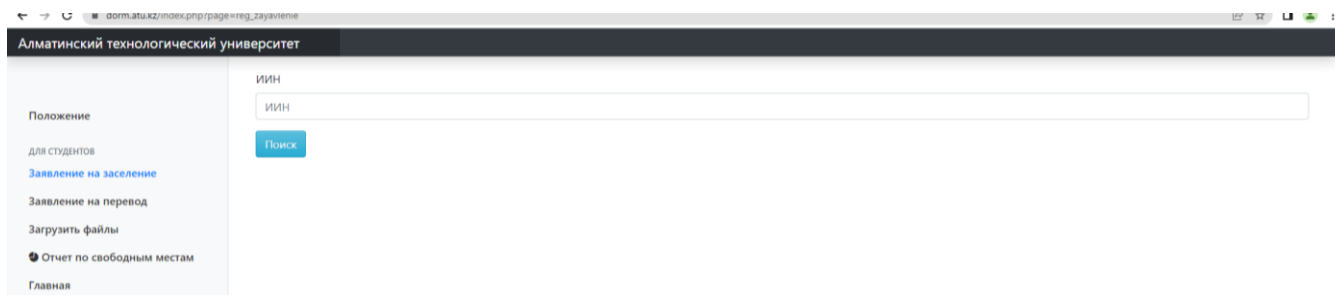 dorm.atu.kz/index.php?page=reg_zayavlenie
Алматинский технологический университет
ИИН
ИИН
Поиск
Положение
ДЛЯ СТУДЕНТОВ
Заявление на заселение
Заявление на перевод
Загрузить файлы
Отчет по свободным местам
Главная